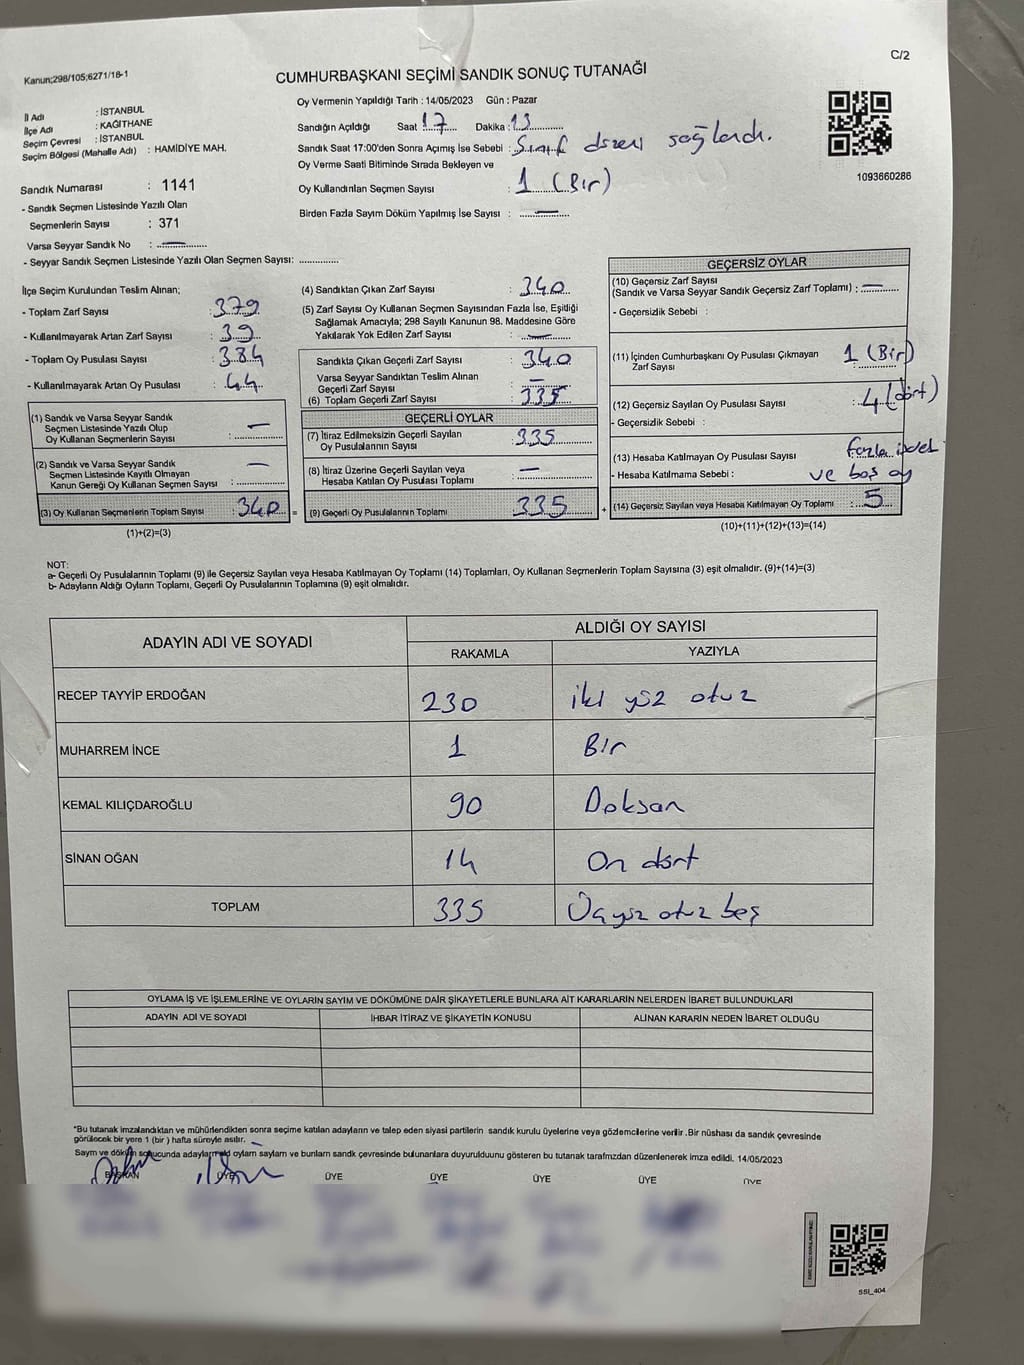 Kanun;298/105;6271/18-1
C/2
CUMHURBAŞKANI SEÇİMİ SANDIK SONUÇ TUTANAĞI
İl Adı : İSTANBUL
İlçe Adı : KAĞITHANE
Seçim Çevresi : İSTANBUL
Seçim Bölgesi (Mahalle Adı) : HAMİDİYE MAH.
Sandık Numarası : 1141
- Sandık Seçmen Listesinde Yazılı Olan
Seçmenlerin Sayısı : 371
Varsa Seyyar Sandık No : —
- Seyyar Sandık Seçmen Listesinde Yazılı Olan Seçmen Sayısı: ...............
Oy Vermenin Yapıldığı Tarih : 14/05/2023 Gün : Pazar
Sandığın Açıldığı Saat : 17 Dakika : 13
Sandık Saat 17:00'den Sonra Açılmış İse Sebebi : Sınıf düzeni sağlandı.
Oy Verme Saati Bitiminde Sırada Bekleyen ve
Oy Kullandırılan Seçmen Sayısı : 1 (Bir)
Birden Fazla Sayım Döküm Yapılmış İse Sayısı : —
1093660286
İlçe Seçim Kurulundan Teslim Alınan;
- Toplam Zarf Sayısı : 379
- Kullanılmayarak Artan Zarf Sayısı : 39
- Toplam Oy Pusulası Sayısı : 384
- Kullanılmayarak Artan Oy Pusulası : 44
(1) Sandık ve Varsa Seyyar Sandık
Seçmen Listesinde Yazılı Olup
Oy Kullanan Seçmenlerin Sayısı : —
(2) Sandık ve Varsa Seyyar Sandık
Seçmen Listesinde Kayıtlı Olmayan
Kanun Gereği Oy Kullanan Seçmen Sayısı : —
(3) Oy Kullanan Seçmenlerin Toplam Sayısı : 340 =
(1)+(2)=(3)
(4) Sandıktan Çıkan Zarf Sayısı : 340
(5) Zarf Sayısı Oy Kullanan Seçmen Sayısından Fazla İse, Eşitliği
Sağlamak Amacıyla; 298 Sayılı Kanunun 98. Maddesine Göre
Yakılarak Yok Edilen Zarf Sayısı : —
Sandıkta Çıkan Geçerli Zarf Sayısı : 340
Varsa Seyyar Sandıktan Teslim Alınan
Geçerli Zarf Sayısı : —
(6) Toplam Geçerli Zarf Sayısı : 335
GEÇERLİ OYLAR
(7) İtiraz Edilmeksizin Geçerli Sayılan
Oy Pusulalarının Sayısı : 335
(8) İtiraz Üzerine Geçerli Sayılan veya
Hesaba Katılan Oy Pusulası Toplamı : —
(9) Geçerli Oy Pusulalarının Toplamı : 335 +
GEÇERSİZ OYLAR
(10) Geçersiz Zarf Sayısı
(Sandık ve Varsa Seyyar Sandık Geçersiz Zarf Toplamı) : —
- Geçersizlik Sebebi :
(11) İçinden Cumhurbaşkanı Oy Pusulası Çıkmayan
Zarf Sayısı : 1 (Bir)
(12) Geçersiz Sayılan Oy Pusulası Sayısı : 4 (dört)
- Geçersizlik Sebebi :
(13) Hesaba Katılmayan Oy Pusulası Sayısı : Fazla
- Hesaba Katılmama Sebebi : ve boş oy
(14) Geçersiz Sayılan veya Hesaba Katılmayan Oy Toplamı : 5
(10)+(11)+(12)+(13)=(14)
NOT:
a- Geçerli Oy Pusulalarının Toplamı (9) ile Geçersiz Sayılan veya Hesaba Katılmayan Oy Toplamı (14) Toplamları, Oy Kullanan Seçmenlerin Toplam Sayısına (3) eşit olmalıdır. (9)+(14)=(3)
b- Adayların Aldığı Oyların Toplamı, Geçerli Oy Pusulalarının Toplamına (9) eşit olmalıdır.
ADAYIN ADI VE SOYADI ALDIĞI OY SAYISI
RAKAMLA YAZIYLA
RECEP TAYYİP ERDOĞAN 230 iki yüz otuz
MUHARREM İNCE 1 Bir
KEMAL KILIÇDAROĞLU 90 Doksan
SİNAN OĞAN 14 On dört
TOPLAM 335 Üçyüz otuz beş
OYLAMA İŞ VE İŞLEMLERİNE VE OYLARIN SAYIM VE DÖKÜMÜNE DAİR ŞİKAYETLERLE BUNLARA AİT KARARLARIN NELERDEN İBARET BULUNDUKLARI
ADAYIN ADI VE SOYADI İHBAR İTİRAZ VE ŞİKAYETİN KONUSU ALINAN KARARIN NEDEN İBARET OLDUĞU
*Bu tutanak imzalandıktan ve mühürlendikten sonra seçime katılan adayların ve talep eden siyasi partilerin sandık kurulu üyelerine veya gözlemcilerine verilir .Bir nüshası da sandık çevresinde
görülecek bir yere 1 (bir ) hafta süreyle asılır.
Sayım ve döküm sonucunda adayların oyların sayılarını ve bunların sandık çevresinde bulunanlara duyurulduğunu gösteren bu tutanak tarafımızdan düzenlenerek imza edildi. 14/05/2023
BAŞKAN ÜYE ÜYE ÜYE ÜYE ÜYE ÜYE
SSI_404